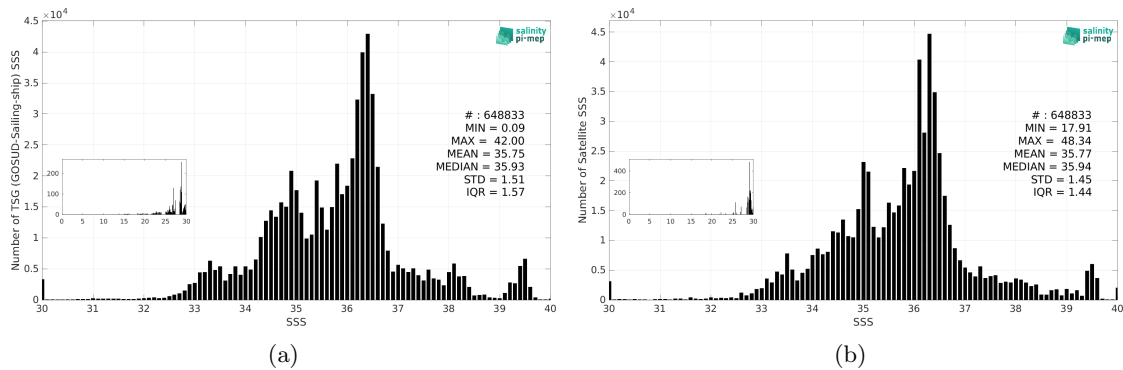 ×10⁴
4.5
4
3.5
3
2.5
2
1.5
1
0.5
0
30 31 32 33 34 35 36 37 38 39 40
SSS
Number of TSG (GOSUD-Sailing-ship) SSS
salinity
pi-mep
# : 648833
MIN = 0.09
MAX = 42.00
MEAN = 35.75
MEDIAN = 35.93
STD = 1.51
IQR = 1.57
200
100
0
0 5 10 15 20 25 30
(a)
×10⁴
4.5
4
3.5
3
2.5
2
1.5
1
0.5
0
30 31 32 33 34 35 36 37 38 39 40
SSS
Number of Satellite SSS
salinity
pi-mep
# : 648833
MIN = 17.91
MAX = 48.34
MEAN = 35.77
MEDIAN = 35.94
STD = 1.45
IQR = 1.44
400
200
0
0 5 10 15 20 25 30
(b)